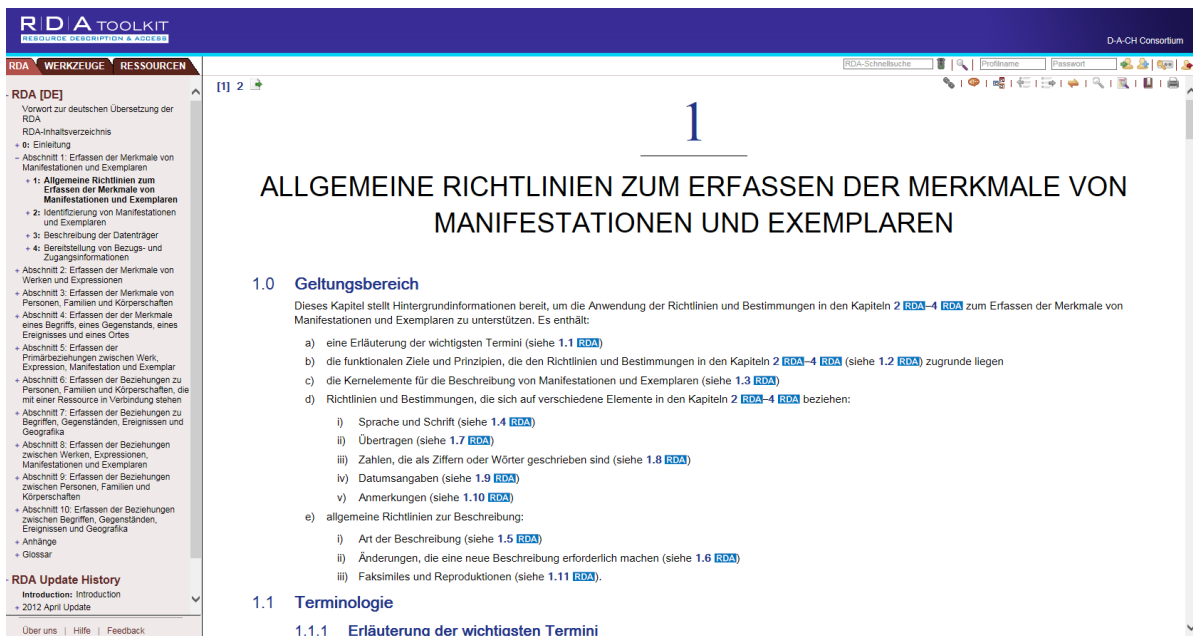 RDA TOOLKIT
RESOURCE DESCRIPTION & ACCESS
D-A-CH Consortium
RDA WERKZEUGE RESSOURCEN
RDA-Schnellsuche Profilname Passwort
- RDA [DE]
Vorwort zur deutschen Übersetzung der
RDA
RDA-Inhaltsverzeichnis
+ 0: Einleitung
– Abschnitt 1: Erfassen der Merkmale von
Manifestationen und Exemplaren
+ 1: Allgemeine Richtlinien zum
Erfassen der Merkmale von
Manifestationen und Exemplaren
+ 2: Identifizierung von Manifestationen
und Exemplaren
+ 3: Beschreibung der Datenträger
+ 4: Bereitstellung von Bezugs- und
Zugangsinformationen
+ Abschnitt 2: Erfassen der Merkmale von
Werken und Expressionen
+ Abschnitt 3: Erfassen der Merkmale von
Personen, Familien und Körperschaften
+ Abschnitt 4: Erfassen der der Merkmale
eines Begriffs, eines Gegenstands, eines
Ereignisses und eines Ortes
+ Abschnitt 5: Erfassen der
Primärbeziehungen zwischen Werk,
Expression, Manifestation und Exemplar
+ Abschnitt 6: Erfassen der Beziehungen zu
Personen, Familien und Körperschaften, die
mit einer Ressource in Verbindung stehen
+ Abschnitt 7: Erfassen der Beziehungen zu
Begriffen, Gegenständen, Ereignissen und
Geografika
+ Abschnitt 8: Erfassen der Beziehungen
zwischen Werken, Expressionen,
Manifestationen und Exemplaren
+ Abschnitt 9: Erfassen der Beziehungen
zwischen Personen, Familien und
Körperschaften
+ Abschnitt 10: Erfassen der Beziehungen
zwischen Begriffen, Gegenständen,
Ereignissen und Geografika
+ Anhänge
+ Glossar
- RDA Update History
Introduction: Introduction
+ 2012 April Update
Über uns | Hilfe | Feedback
[1] 2
1
ALLGEMEINE RICHTLINIEN ZUM ERFASSEN DER MERKMALE VON
MANIFESTATIONEN UND EXEMPLAREN
1.0 Geltungsbereich
Dieses Kapitel stellt Hintergrundinformationen bereit, um die Anwendung der Richtlinien und Bestimmungen in den Kapiteln 2 RDA–4 RDA zum Erfassen der Merkmale von
Manifestationen und Exemplaren zu unterstützen. Es enthält:
a) eine Erläuterung der wichtigsten Termini (siehe 1.1 RDA)
b) die funktionalen Ziele und Prinzipien, die den Richtlinien und Bestimmungen in den Kapiteln 2 RDA–4 RDA (siehe 1.2 RDA) zugrunde liegen
c) die Kernelemente für die Beschreibung von Manifestationen und Exemplaren (siehe 1.3 RDA)
d) Richtlinien und Bestimmungen, die sich auf verschiedene Elemente in den Kapiteln 2 RDA–4 RDA beziehen:
i) Sprache und Schrift (siehe 1.4 RDA)
ii) Übertragen (siehe 1.7 RDA)
iii) Zahlen, die als Ziffern oder Wörter geschrieben sind (siehe 1.8 RDA)
iv) Datumsangaben (siehe 1.9 RDA)
v) Anmerkungen (siehe 1.10 RDA)
e) allgemeine Richtlinien zur Beschreibung:
i) Art der Beschreibung (siehe 1.5 RDA)
ii) Änderungen, die eine neue Beschreibung erforderlich machen (siehe 1.6 RDA)
iii) Faksimiles und Reproduktionen (siehe 1.11 RDA).
1.1 Terminologie
1.1.1 Erläuterung der wichtigsten Termini